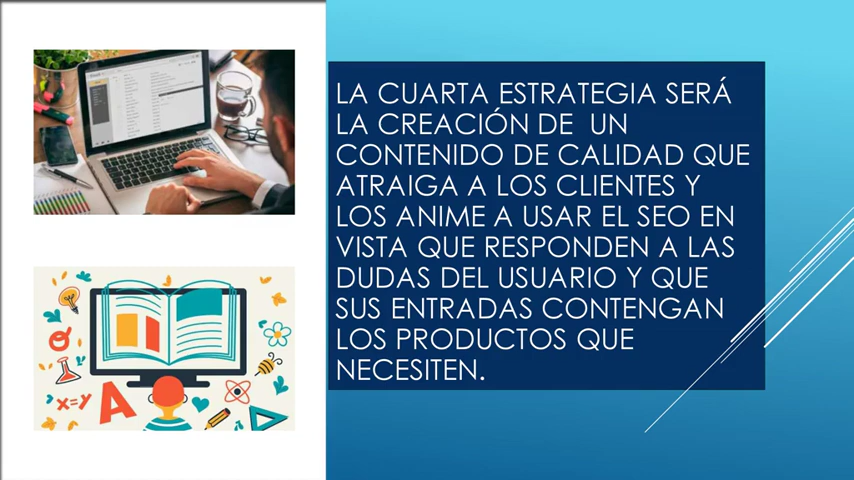 LA CUARTA ESTRATEGIA SERÁ
LA CREACIÓN DE UN
CONTENIDO DE CALIDAD QUE
ATRAIGA A LOS CLIENTES Y
LOS ANIME A USAR EL SEO EN
VISTA QUE RESPONDEN A LAS
DUDAS DEL USUARIO Y QUE
SUS ENTRADAS CONTENGAN
LOS PRODUCTOS QUE
NECESITEN.
x=y
A